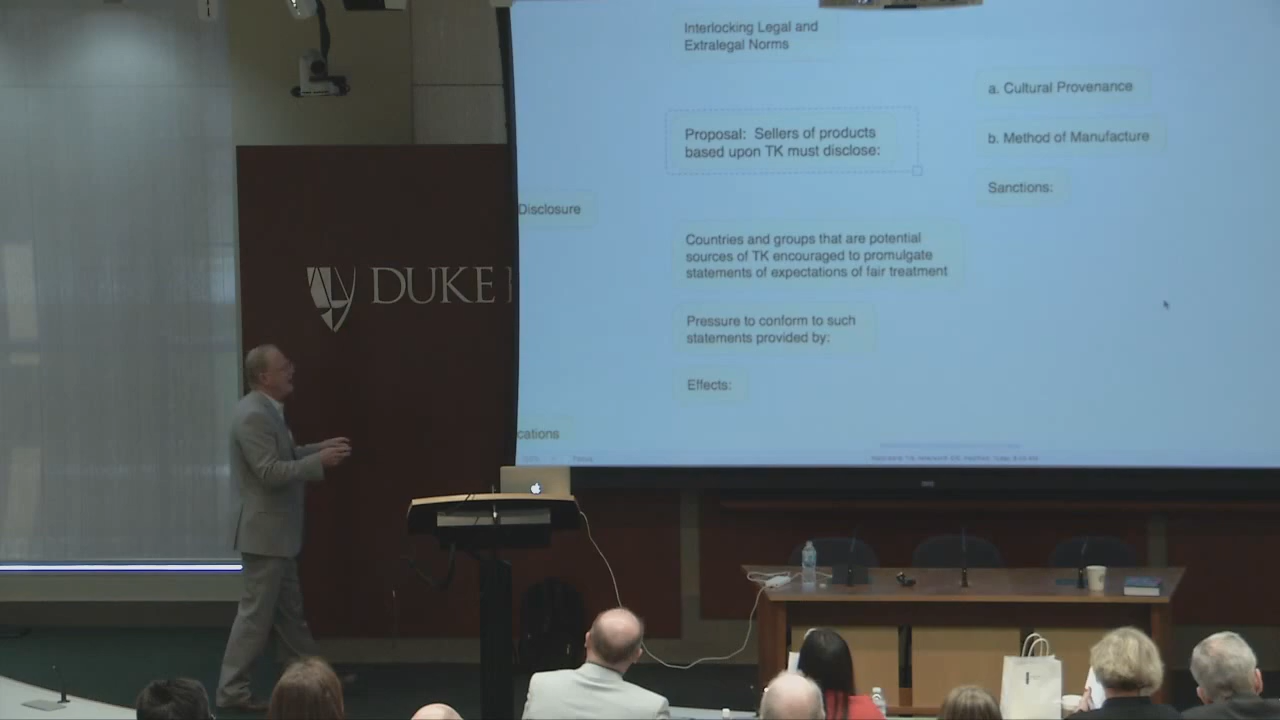 Interlocking Legal and
Extralegal Norms
a. Cultural Provenance
Proposal: Sellers of products
based upon TK must disclose:
b. Method of Manufacture
Sanctions:
Disclosure
Countries and groups that are potential
sources of TK encouraged to promulgate
statements of expectations of fair treatment
Pressure to conform to such
statements provided by:
Effects:
cations
DUKE